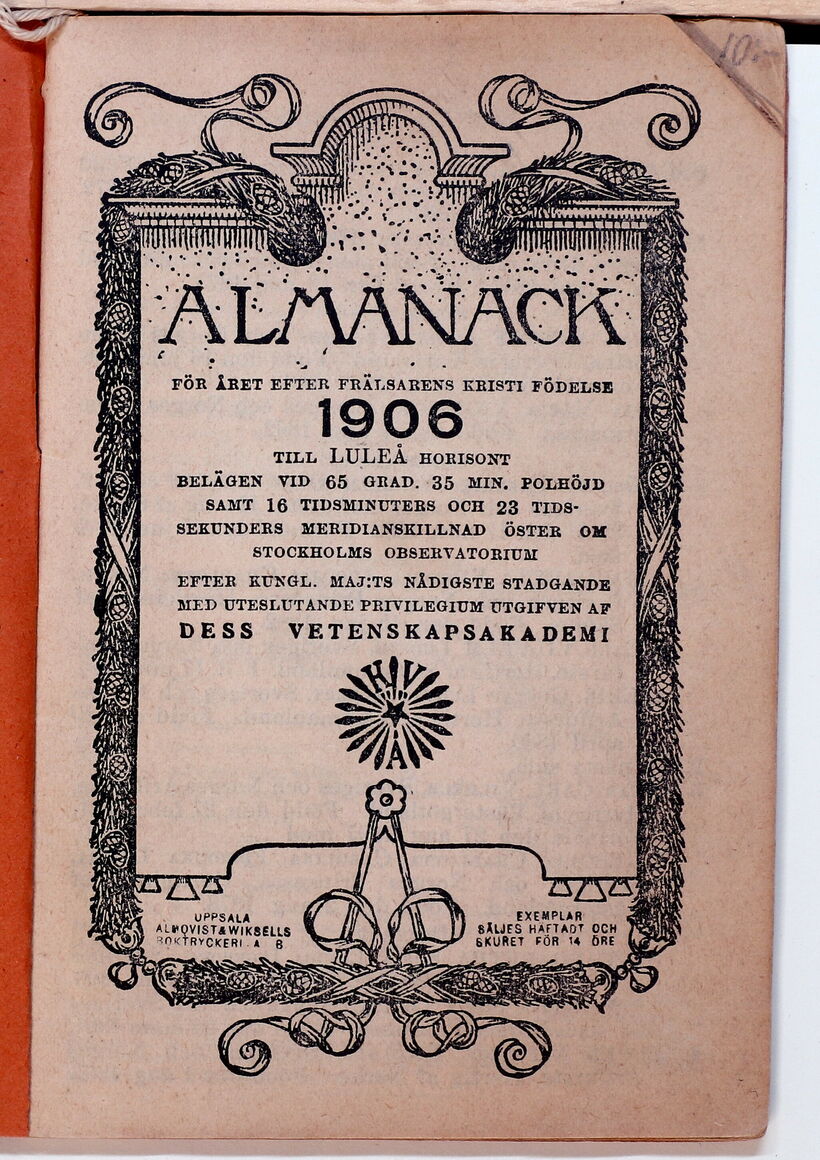 10:-
ALMANACK
FÖR ÅRET EFTER FRÄLSARENS KRISTI FÖDELSE
1906
TILL LULEÅ HORISONT
BELÄGEN VID 65 GRAD. 35 MIN. POLHÖJD
SAMT 16 TIDSMINUTERS OCH 23 TIDS-
SEKUNDERS MERIDIANSKILLNAD ÖSTER OM
STOCKHOLMS OBSERVATORIUM
EFTER KUNGL. MAJ:TS NÅDIGSTE STADGANDE
MED UTESLUTANDE PRIVILEGIUM UTGIFVEN AF
DESS VETENSKAPSAKADEMI
K V
A
UPPSALA
ALMQVIST & WIKSELLS
BOKTRYCKERI. A B
EXEMPLAR
SÄLJES HÄFTADT OCH
SKURET FÖR 14 ÖRE